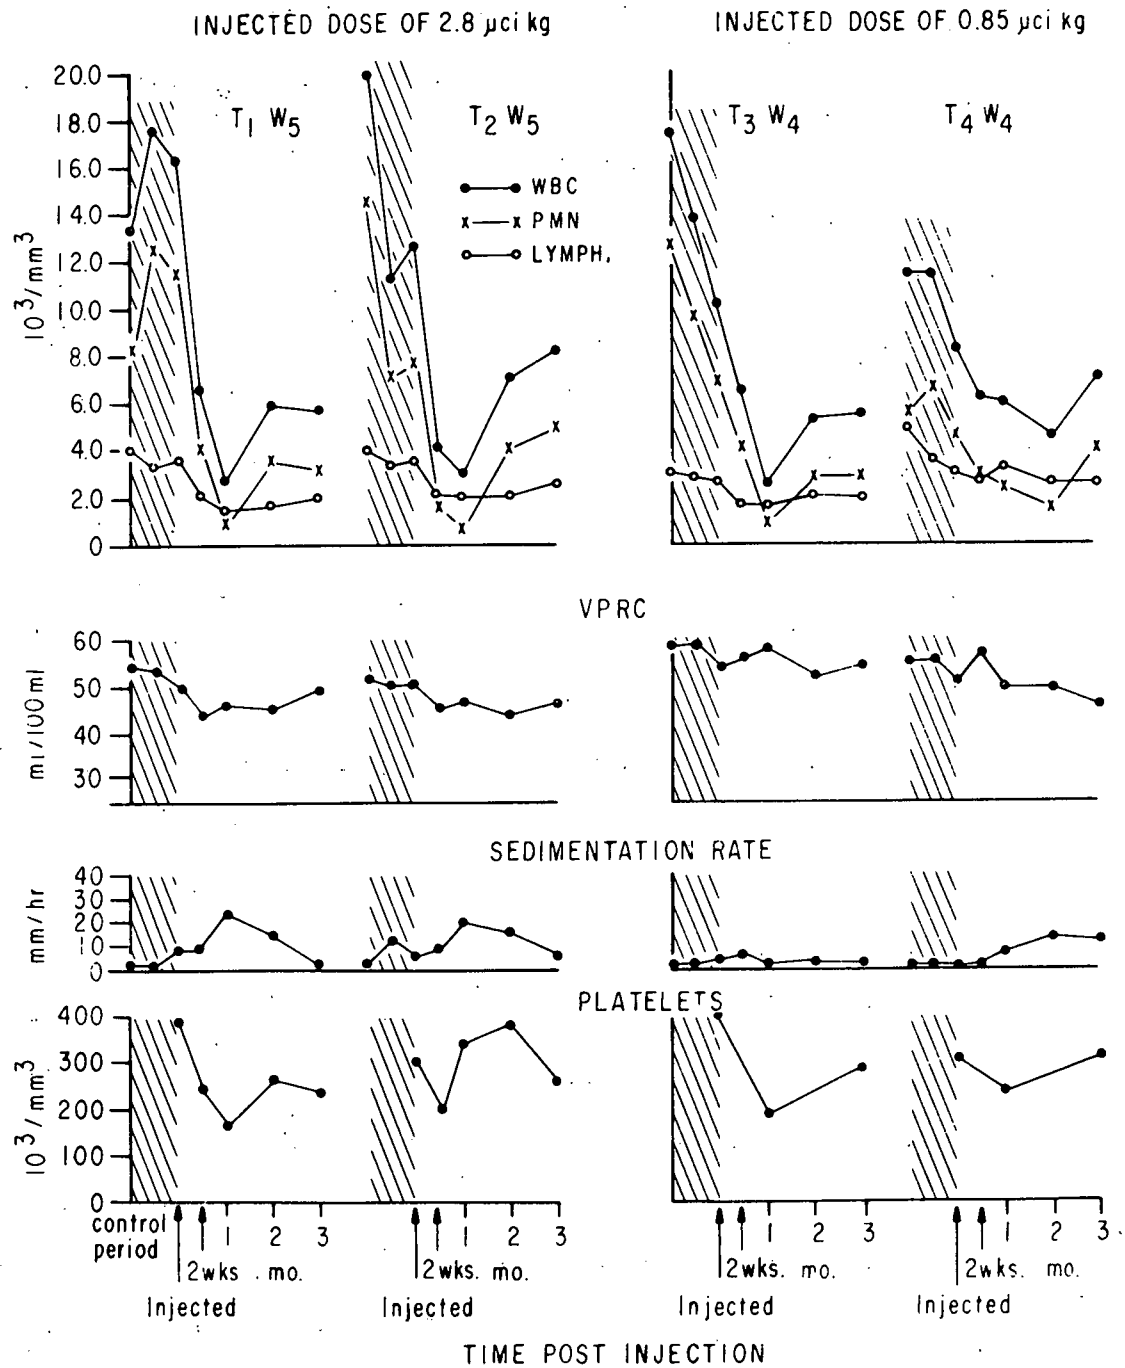 INJECTED DOSE OF 2.8 µci kg
INJECTED DOSE OF 0.85 µci kg
T1 W5
T2 W5
T3 W4
T4 W4
WBC
PMN
LYMPH.
20.0
18.0
16.0
14.0
12.0
10.0
8.0
6.0
4.0
2.0
0
10³/mm³
VPRC
60
50
40
30
ml/100ml
SEDIMENTATION RATE
40
30
20
10
0
mm/hr
PLATELETS
400
300
200
100
0
10³/mm³
control period
1 2 3
1 2 3
1 2 3
1 2 3
2wks. mo.
2wks. mo.
2wks. mo.
2wks. mo.
Injected
Injected
Injected
Injected
TIME POST INJECTION